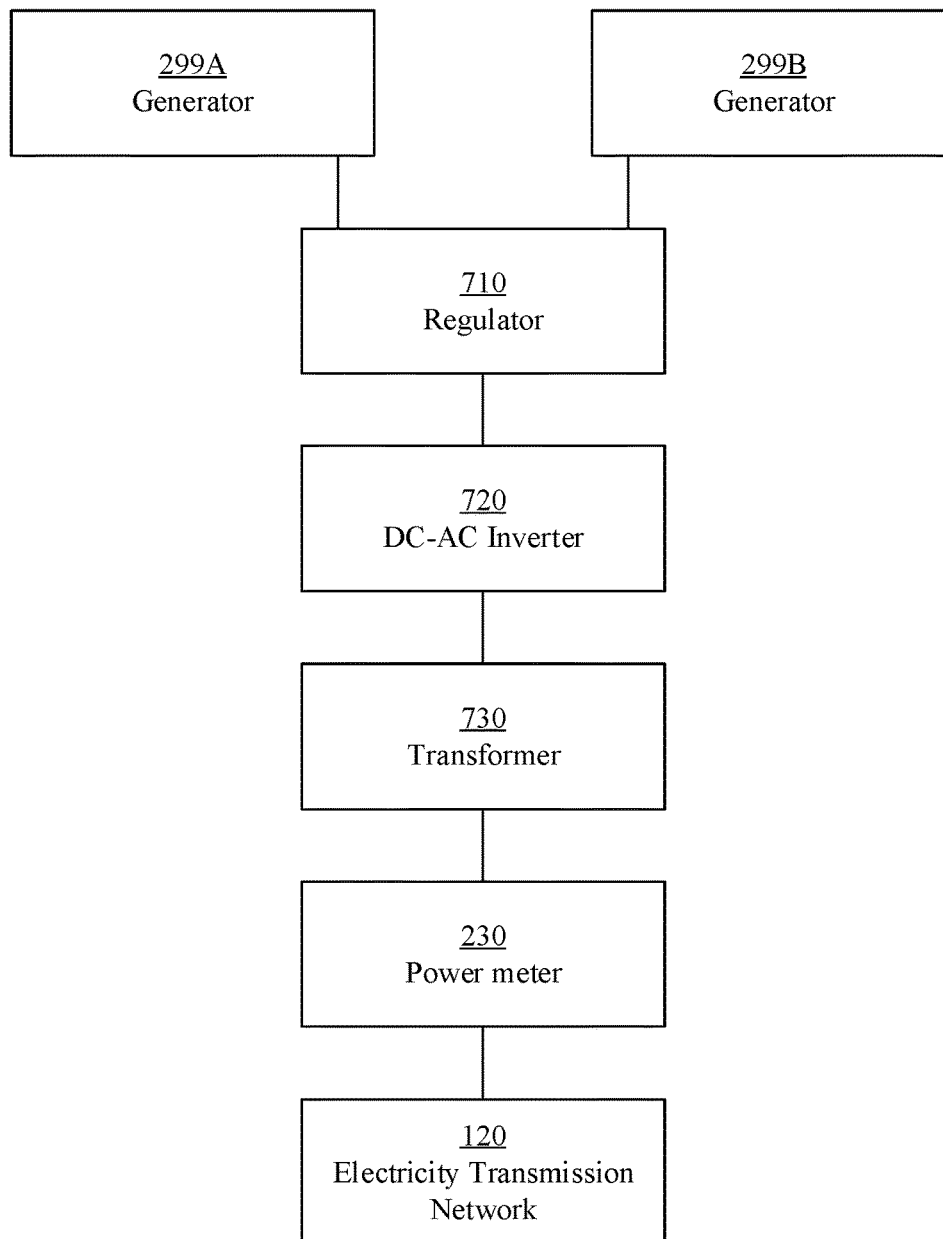 299A
Generator
299B
Generator
710
Regulator
720
DC-AC Inverter
730
Transformer
230
Power meter
120
Electricity Transmission
Network